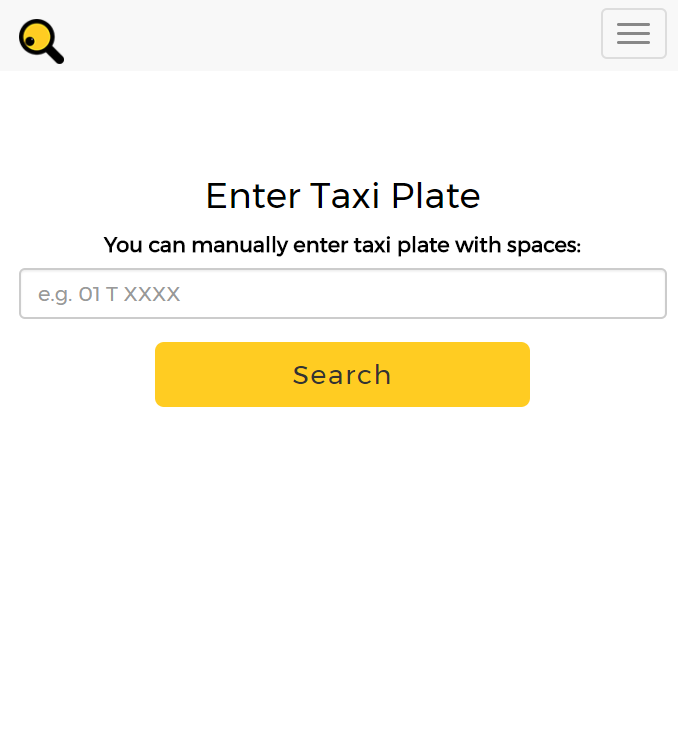 Enter Taxi Plate
You can manually enter taxi plate with spaces:
e.g. 01 T XXXX
Search